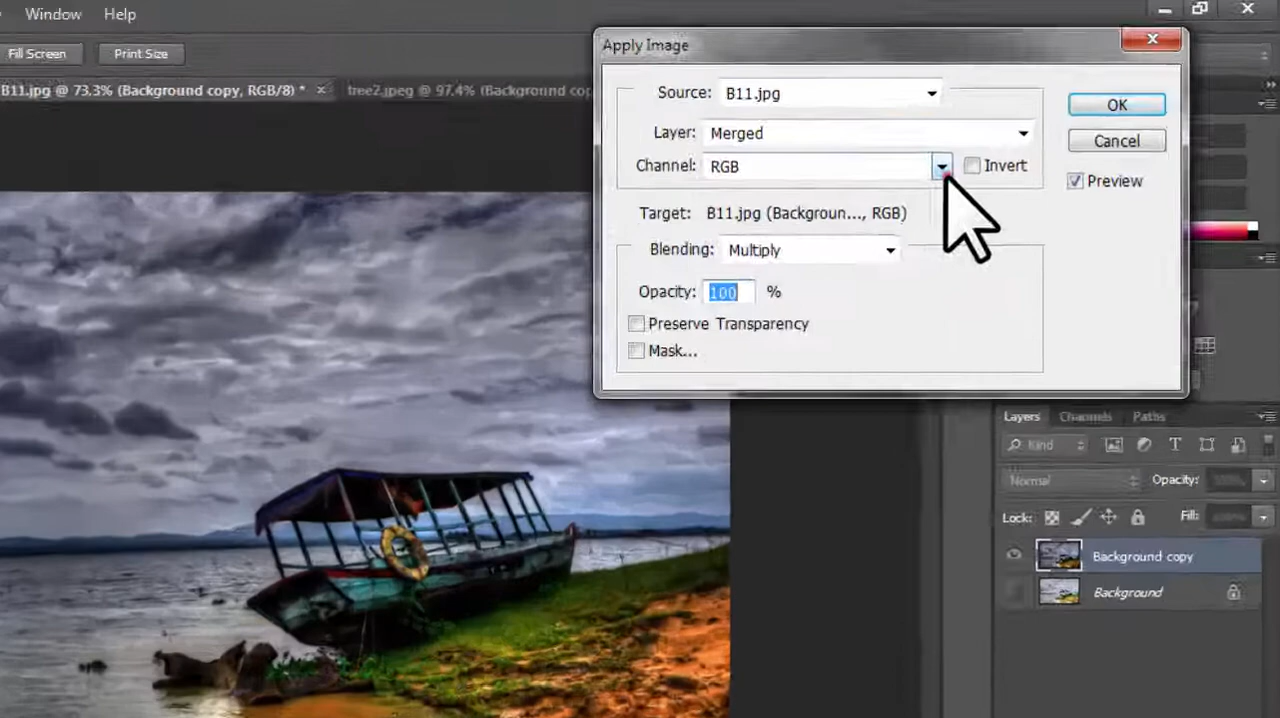 Window Help
Fill Screen Print Size
B11.jpg @ 73.3% (Background copy, RGB/8) * × tree2.jpeg @ 97.4% (Background cop
Apply Image
Source: B11.jpg
Layer: Merged
Channel: RGB Invert
Target: B11.jpg (Backgroun..., RGB)
Blending: Multiply
Opacity: 100 %
Preserve Transparency
Mask...
OK
Cancel
Preview
Layers Channels Paths
Kind
Normal Opacity: 100%
Lock: Fill:
Background copy
Background